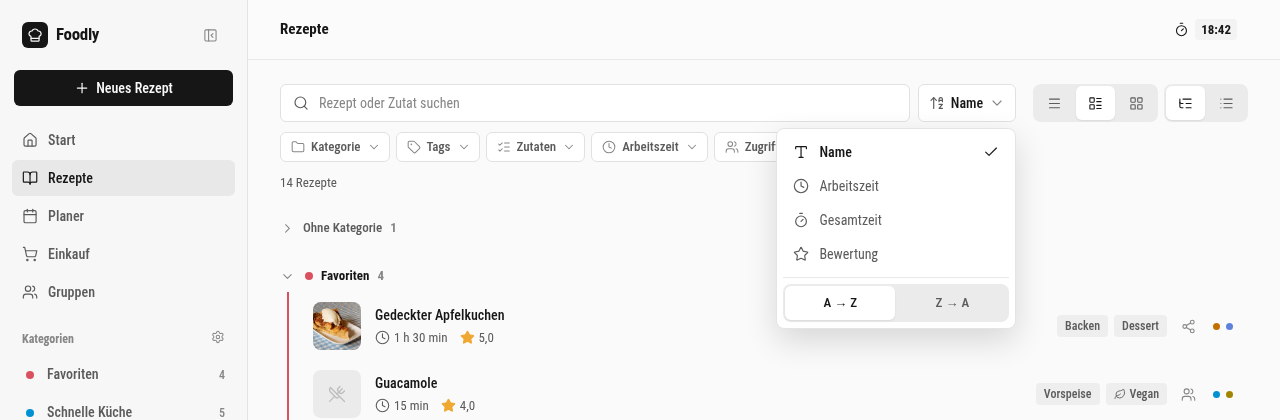 Foodly
Neues Rezept
Start
Rezepte
Planer
Einkauf
Gruppen
Kategorien
Favoriten 4
Schnelle Küche 5
Rezepte
18:42
Rezept oder Zutat suchen
Name
Kategorie Tags Zutaten Arbeitszeit
14 Rezepte
Name
Arbeitszeit
Gesamtzeit
Bewertung
A → Z Z → A
Ohne Kategorie 1
Favoriten 4
Gedeckter Apfelkuchen
1 h 30 min 5,0
Backen Dessert
Guacamole
15 min 4,0
Vorspeise Vegan